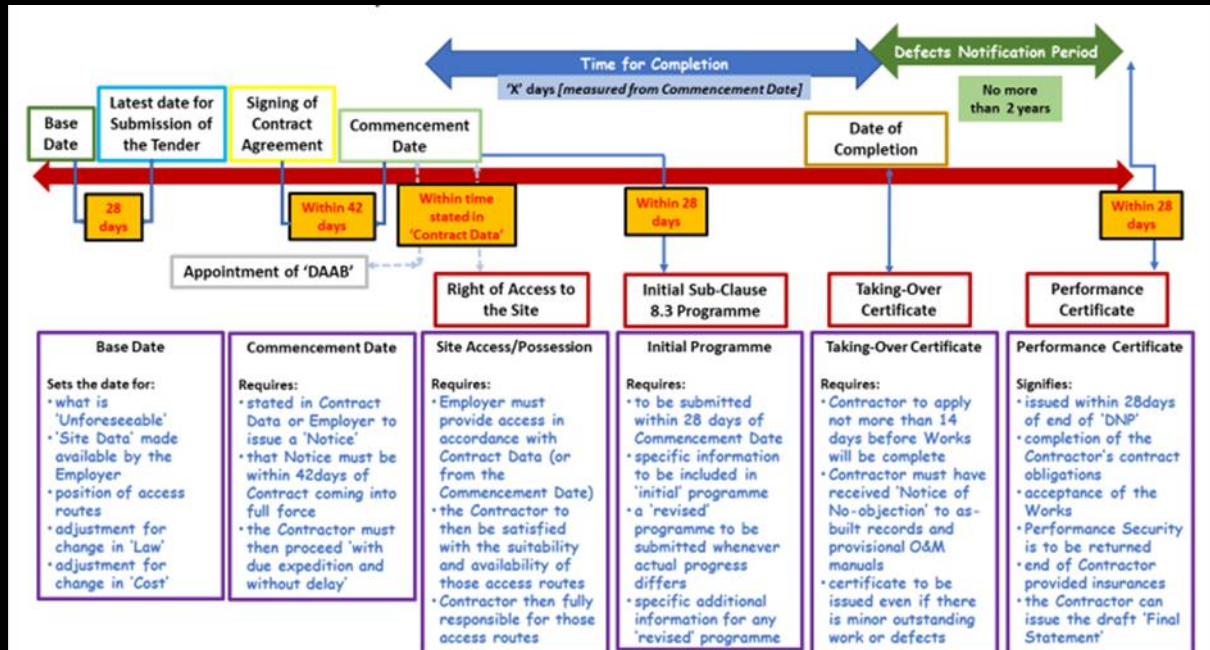 Defects Notification Period
Time for Completion
'X' days [measured from Commencement Date]
No more
than 2 years
Base
Date
Latest date for
Submission of
the Tender
Signing of
Contract
Agreement
Commencement
Date
Date of
Completion
28
days
Within 42
days
Within time
stated in
'Contract Data'
Within 28
days
Within 28
days
Appointment of 'DAAB'
Right of Access to
the Site
Initial Sub-Clause
8.3 Programme
Taking-Over
Certificate
Performance
Certificate
Base Date
Sets the date for:
• what is
'Unforeseeable'
• 'Site Data' made
available by the
Employer
• position of access
routes
• adjustment for
change in 'Law'
• adjustment for
change in 'Cost'
Commencement Date
Requires:
• stated in Contract
Data or Employer to
issue a 'Notice'
• that Notice must be
within 42days of
Contract coming into
full force
• the Contractor must
then proceed 'with
due expedition and
without delay'
Site Access/Possession
Requires:
• Employer must
provide access in
accordance with
Contract Data (or
from the
Commencement Date)
• the Contractor to
then be satisfied
with the suitability
and availability of
those access routes
• Contractor then fully
responsible for those
access routes
Initial Programme
Requires:
• to be submitted
within 28 days of
Commencement Date
• specific information
to be included in
'initial' programme
• a 'revised'
programme to be
submitted whenever
actual progress
differs
• specific additional
information for any
'revised' programme
Taking-Over Certificate
Requires:
• Contractor to apply
not more than 14
days before Works
will be complete
• Contractor must have
received 'Notice of
No-objection' to as-
built records and
provisional O&M
manuals
• certificate to be
issued even if there
is minor outstanding
work or defects
Performance Certificate
Signifies:
• issued within 28days
of end of 'DNP'
• completion of the
Contractor's contract
obligations
• acceptance of the
Works
• Performance Security
is to be returned
• end of Contractor
provided insurances
• the Contractor can
issue the draft 'Final
Statement'